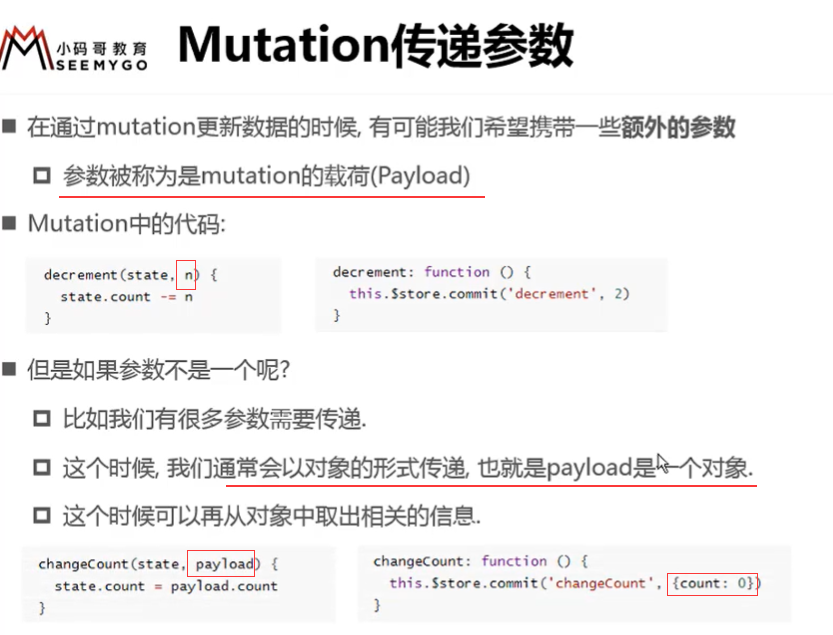 小码哥教育
SEEMYGO
Mutation传递参数
在通过mutation更新数据的时候, 有可能我们希望携带一些额外的参数
参数被称为是mutation的载荷(Payload)
Mutation中的代码:
decrement(state, n) {
state.count -= n
}
decrement: function () {
this.$store.commit('decrement', 2)
}
但是如果参数不是一个呢?
比如我们有很多参数需要传递.
这个时候, 我们通常会以对象的形式传递, 也就是payload是一个对象.
这个时候可以再从对象中取出相关的信息.
changeCount(state, payload) {
state.count = payload.count
}
changeCount: function () {
this.$store.commit('changeCount', {count: 0})
}